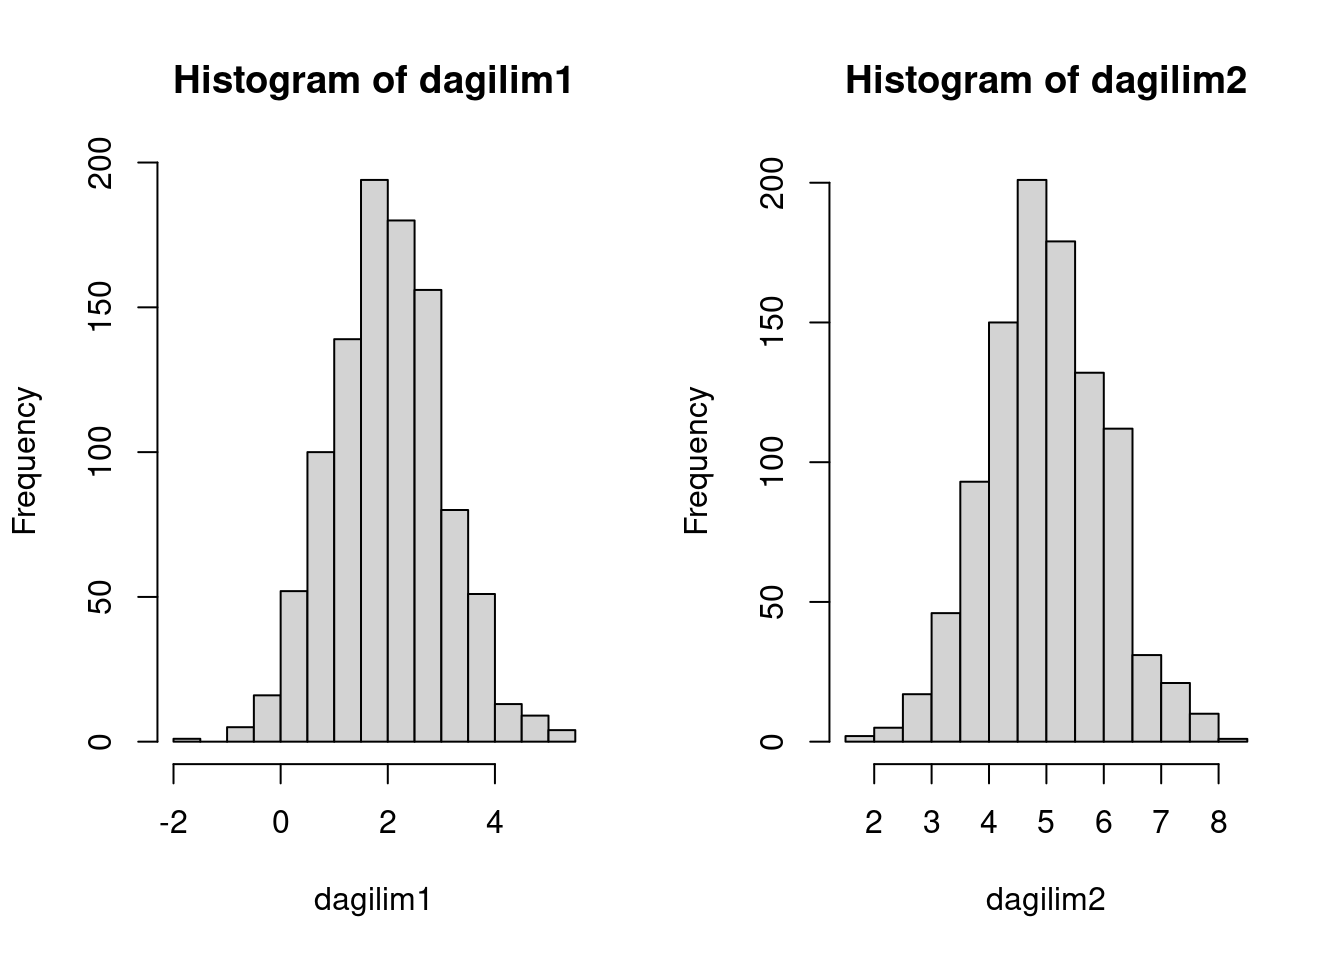 Histogram of dagilim1
Frequency
200
150
100
50
0
-2 0 2 4
dagilim1
Histogram of dagilim2
Frequency
200
150
100
50
0
2 3 4 5 6 7 8
dagilim2